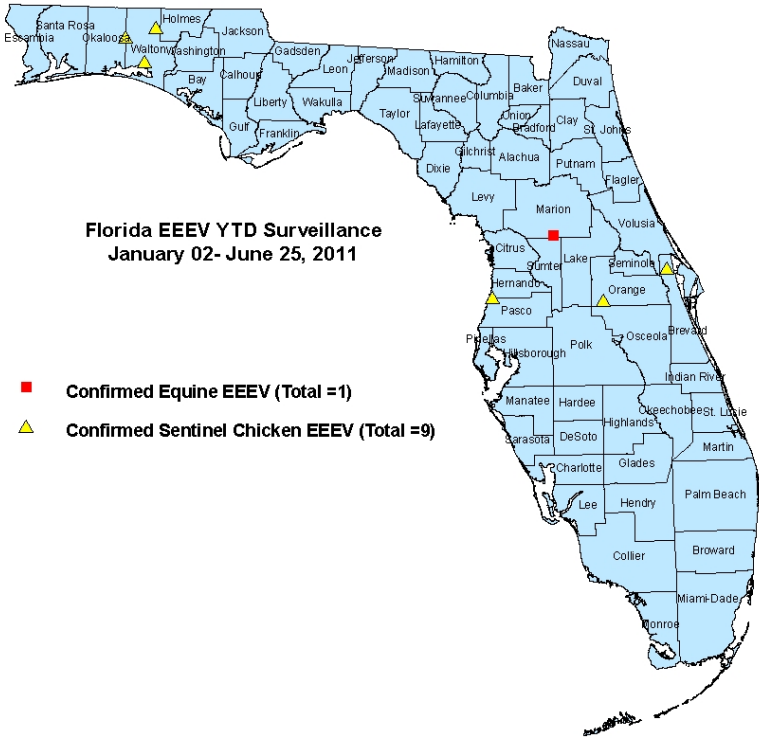 Holmes
Santa Rosa
Jackson
Escambia
Okaloosa
Walton
Washington
Nassau
Gadsden
Jefferson
Hamilton
Leon
Madison
Bay
Calhoun
Duval
Baker
Suwannee
Columbia
Liberty
Wakulla
Taylor
Union
Clay
Gulf
Franklin
Lafayette
Bradford
St. Johns
Gilchrist
Alachua
Putnam
Dixie
Flagler
Levy
Marion
Volusia
Florida EEEV YTD Surveillance
January 02- June 25, 2011
Citrus
Lake
Sumter
Seminole
Hernando
Orange
Pasco
Brevard
Osceola
Pinellas
Polk
Hillsborough
Indian River
Confirmed Equine EEEV (Total =1)
Manatee
Hardee
Okeechobee
St. Lucie
Highlands
Confirmed Sentinel Chicken EEEV (Total =9)
Sarasota
DeSoto
Martin
Glades
Charlotte
Palm Beach
Lee
Hendry
Broward
Collier
Miami-Dade
Monroe